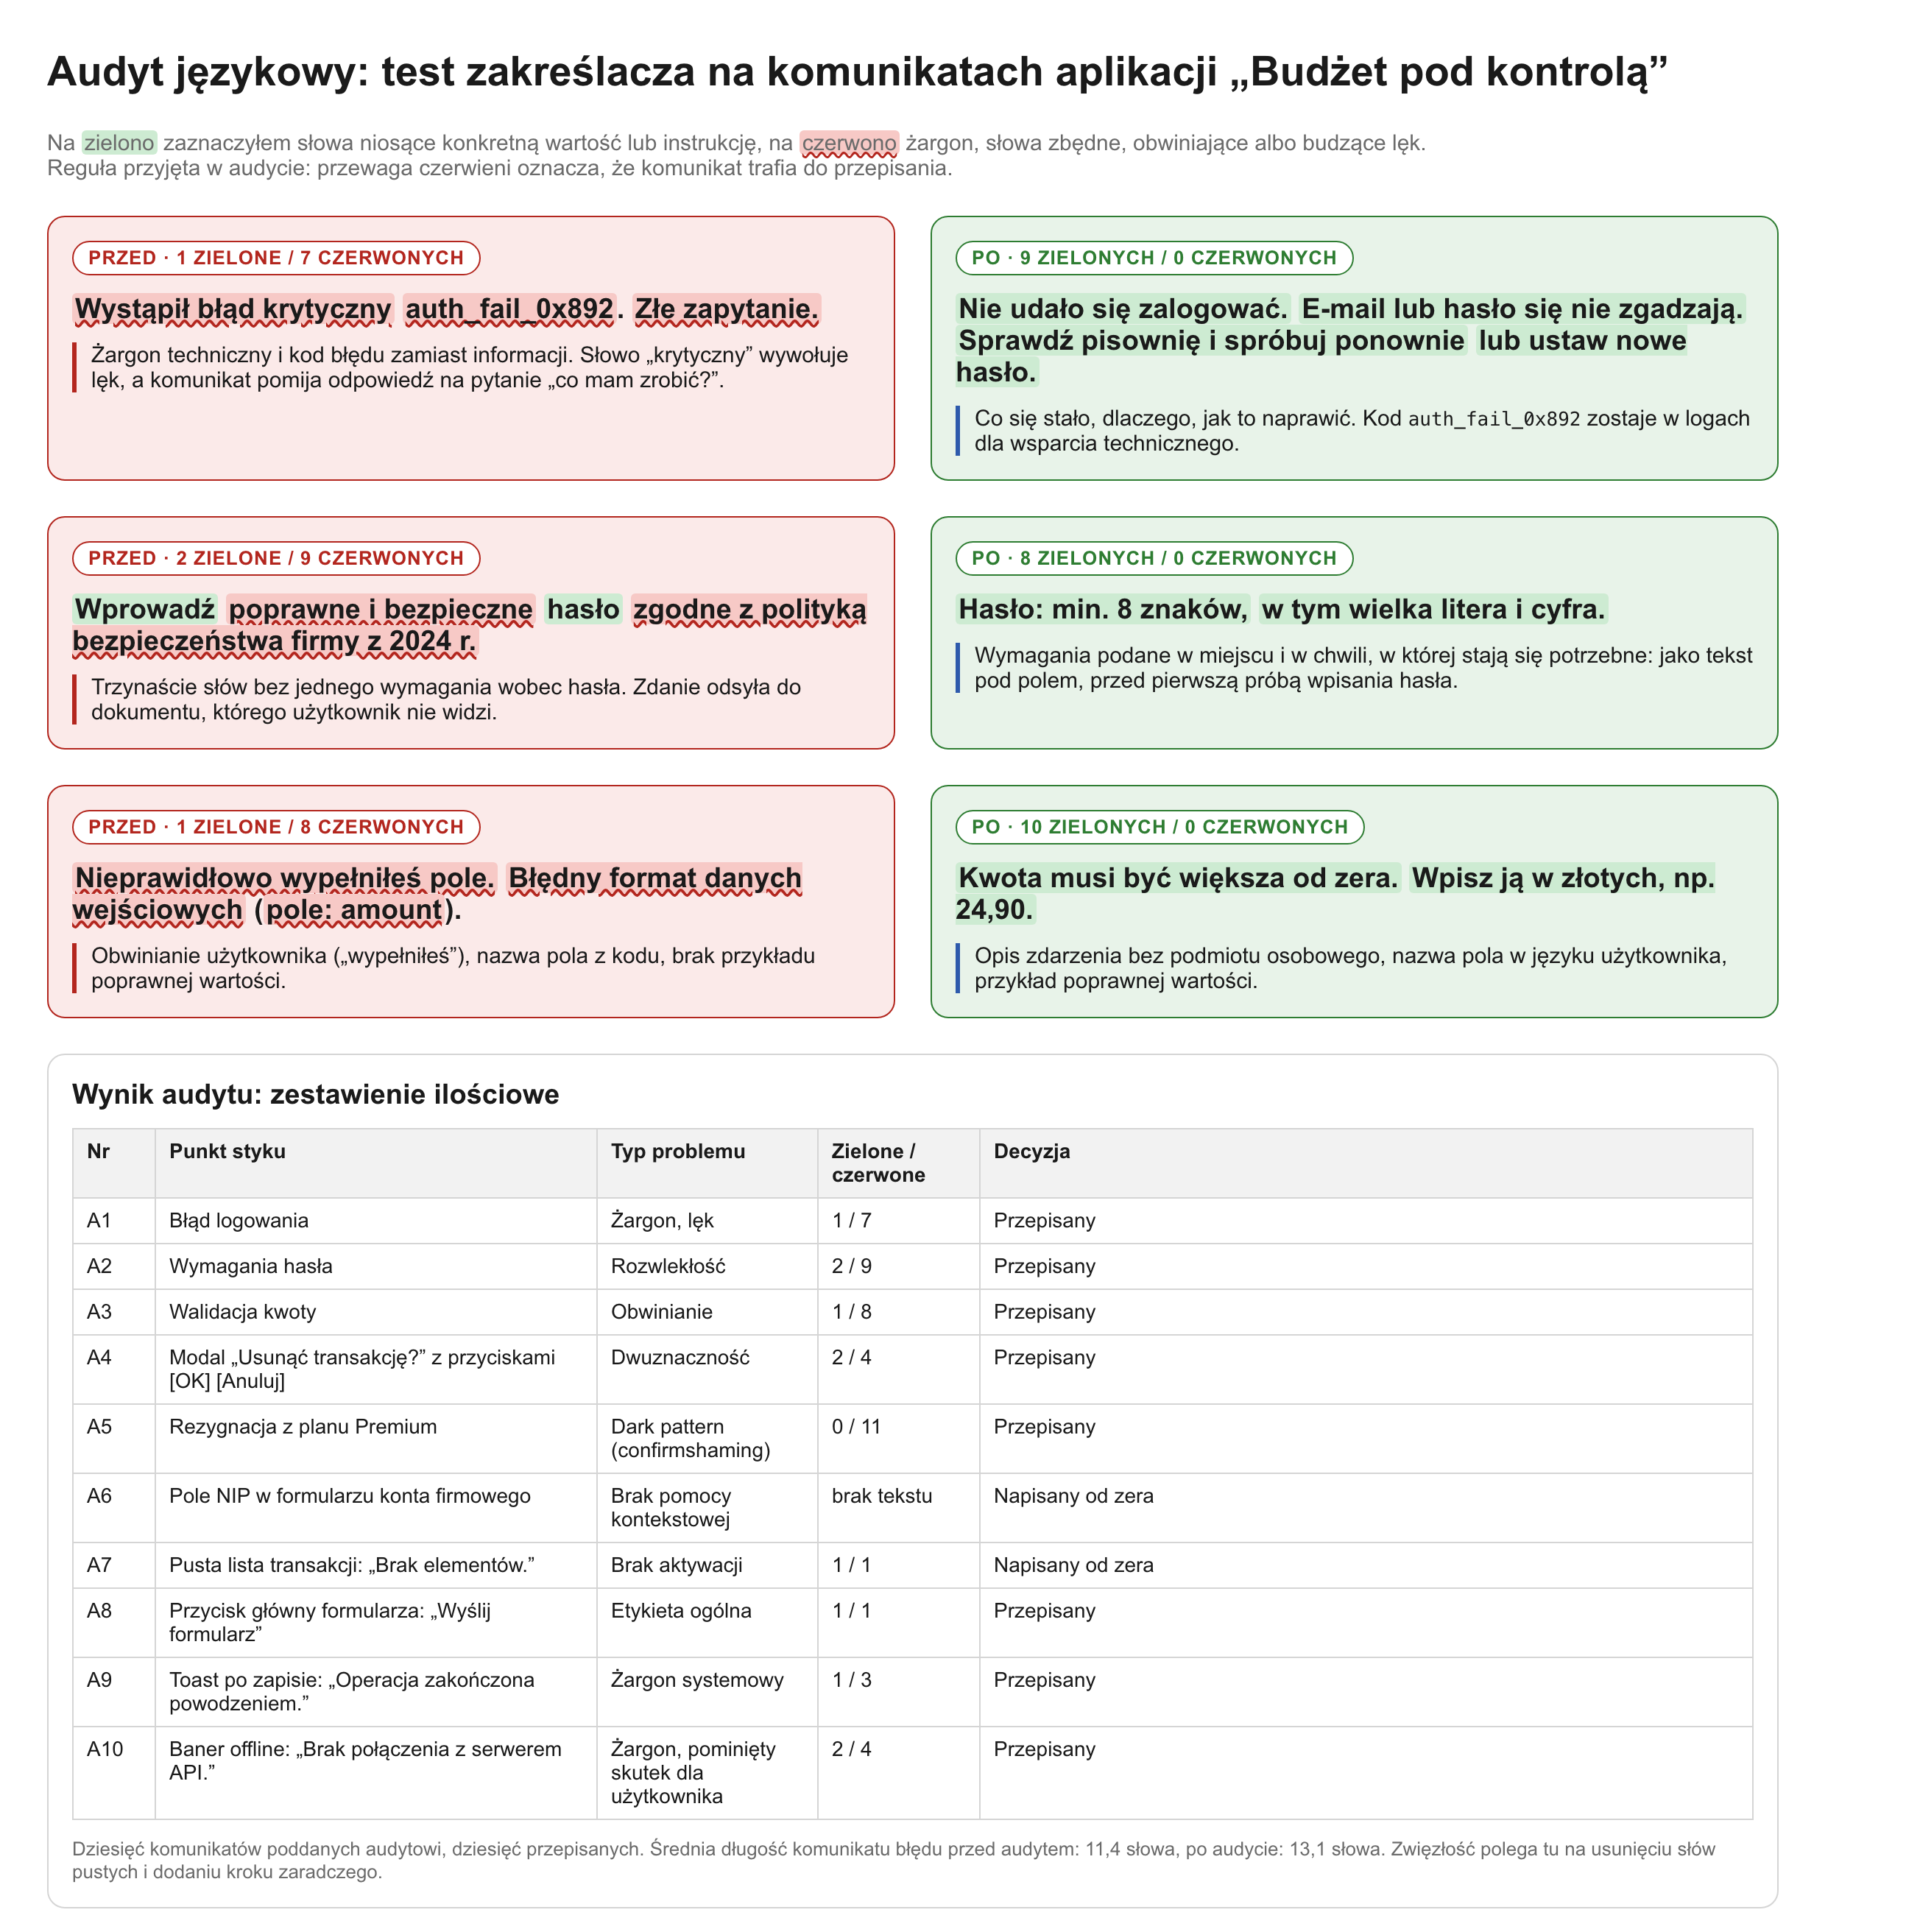 Audyt językowy: test zakreślacza na komunikatach aplikacji „Budżet pod kontrolą”
Na zielono zaznaczyłem słowa niosące konkretną wartość lub instrukcję, na czerwono żargon, słowa zbędne, obwiniające albo budzące lęk.
Reguła przyjęta w audycie: przewaga czerwieni oznacza, że komunikat trafia do przepisania.
PRZED · 1 ZIELONE / 7 CZERWONYCH
Wystąpił błąd krytyczny auth_fail_0x892. Złe zapytanie.
Żargon techniczny i kod błędu zamiast informacji. Słowo „krytyczny” wywołuje
lęk, a komunikat pomija odpowiedź na pytanie „co mam zrobić?”.
PO · 9 ZIELONYCH / 0 CZERWONYCH
Nie udało się zalogować. E-mail lub hasło się nie zgadzają.
Sprawdź pisownię i spróbuj ponownie lub ustaw nowe
hasło.
Co się stało, dlaczego, jak to naprawić. Kod auth_fail_0x892 zostaje w logach
dla wsparcia technicznego.
PRZED · 2 ZIELONE / 9 CZERWONYCH
Wprowadź poprawne i bezpieczne hasło zgodne z polityką
bezpieczeństwa firmy z 2024 r.
Trzynaście słów bez jednego wymagania wobec hasła. Zdanie odsyła do
dokumentu, którego użytkownik nie widzi.
PO · 8 ZIELONYCH / 0 CZERWONYCH
Hasło: min. 8 znaków, w tym wielka litera i cyfra.
Wymagania podane w miejscu i w chwili, w której stają się potrzebne: jako tekst
pod polem, przed pierwszą próbą wpisania hasła.
PRZED · 1 ZIELONE / 8 CZERWONYCH
Nieprawidłowo wypełniłeś pole. Błędny format danych
wejściowych (pole: amount).
Obwinianie użytkownika („wypełniłeś”), nazwa pola z kodu, brak przykładu
poprawnej wartości.
PO · 10 ZIELONYCH / 0 CZERWONYCH
Kwota musi być większa od zera. Wpisz ją w złotych, np.
24,90.
Opis zdarzenia bez podmiotu osobowego, nazwa pola w języku użytkownika,
przykład poprawnej wartości.
Wynik audytu: zestawienie ilościowe
Nr Punkt styku Typ problemu Zielone /
czerwone Decyzja
A1 Błąd logowania Żargon, lęk 1 / 7 Przepisany
A2 Wymagania hasła Rozwlekłość 2 / 9 Przepisany
A3 Walidacja kwoty Obwinianie 1 / 8 Przepisany
A4 Modal „Usunąć transakcję?” z przyciskami
[OK] [Anuluj] Dwuznaczność 2 / 4 Przepisany
A5 Rezygnacja z planu Premium Dark pattern
(confirmshaming) 0 / 11 Przepisany
A6 Pole NIP w formularzu konta firmowego Brak pomocy
kontekstowej brak tekstu Napisany od zera
A7 Pusta lista transakcji: „Brak elementów.” Brak aktywacji 1 / 1 Napisany od zera
A8 Przycisk główny formularza: „Wyślij
formularz” Etykieta ogólna 1 / 1 Przepisany
A9 Toast po zapisie: „Operacja zakończona
powodzeniem.” Żargon systemowy 1 / 3 Przepisany
A10 Baner offline: „Brak połączenia z serwerem
API.” Żargon, pominięty
skutek dla
użytkownika 2 / 4 Przepisany
Dziesięć komunikatów poddanych audytowi, dziesięć przepisanych. Średnia długość komunikatu błędu przed audytem: 11,4 słowa, po audycie: 13,1 słowa. Zwięzłość polega tu na usunięciu słów
pustych i dodaniu kroku zaradczego.